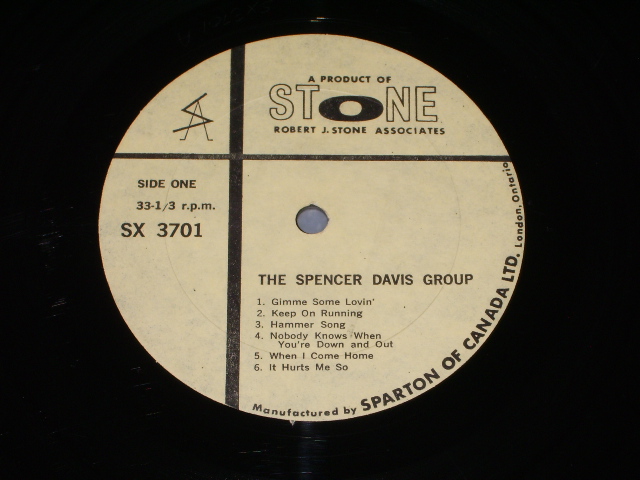 A PRODUCT OF
STONE
ROBERT J. STONE ASSOCIATES
SIDE ONE
33-1/3 r.p.m.
SX 3701
THE SPENCER DAVIS GROUP
1. Gimme Some Lovin'
2. Keep On Running
3. Hammer Song
4. Nobody Knows When
You're Down and Out
5. When I Come Home
6. It Hurts Me So
Manufactured by SPARTON OF CANADA LTD. London, Ontario